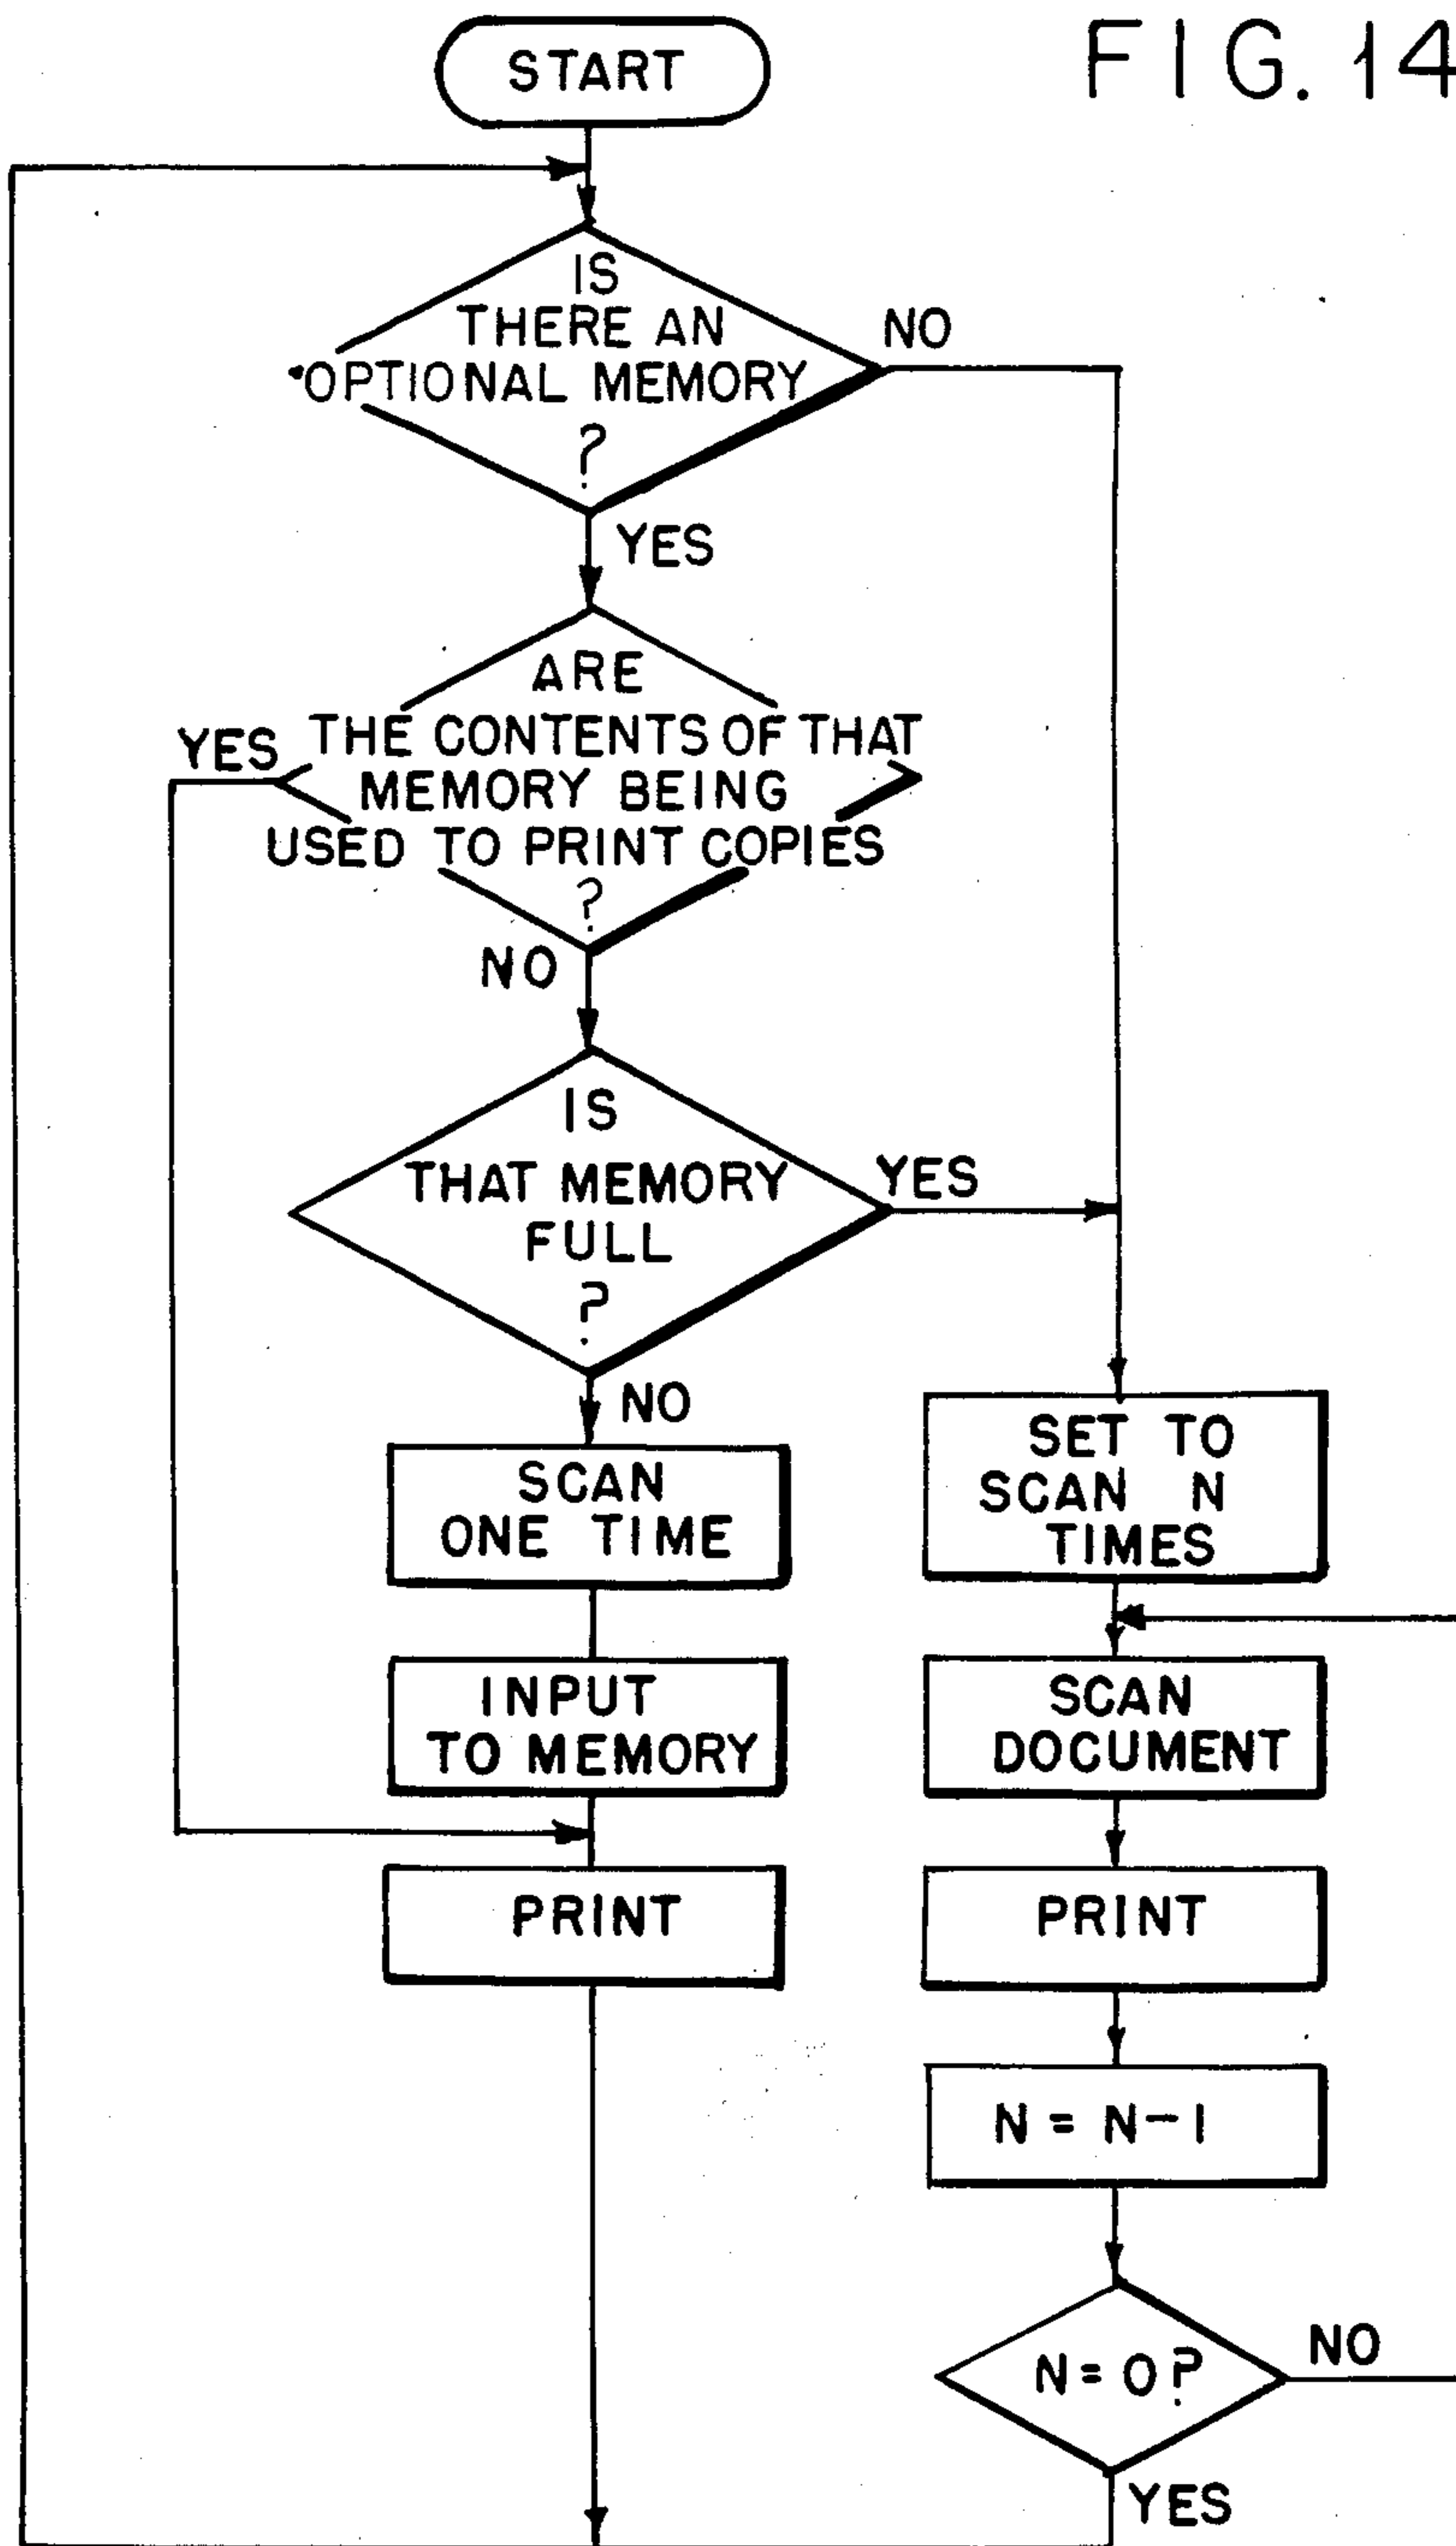 FIG. 14
START
IS
THERE AN
OPTIONAL MEMORY
?
NO
YES
ARE
THE CONTENTS OF THAT
MEMORY BEING
USED TO PRINT COPIES
?
YES
NO
IS
THAT MEMORY
FULL
?
YES
NO
SCAN
ONE TIME
INPUT
TO MEMORY
PRINT
SET TO
SCAN N
TIMES
SCAN
DOCUMENT
PRINT
N = N-1
N = 0?
NO
YES